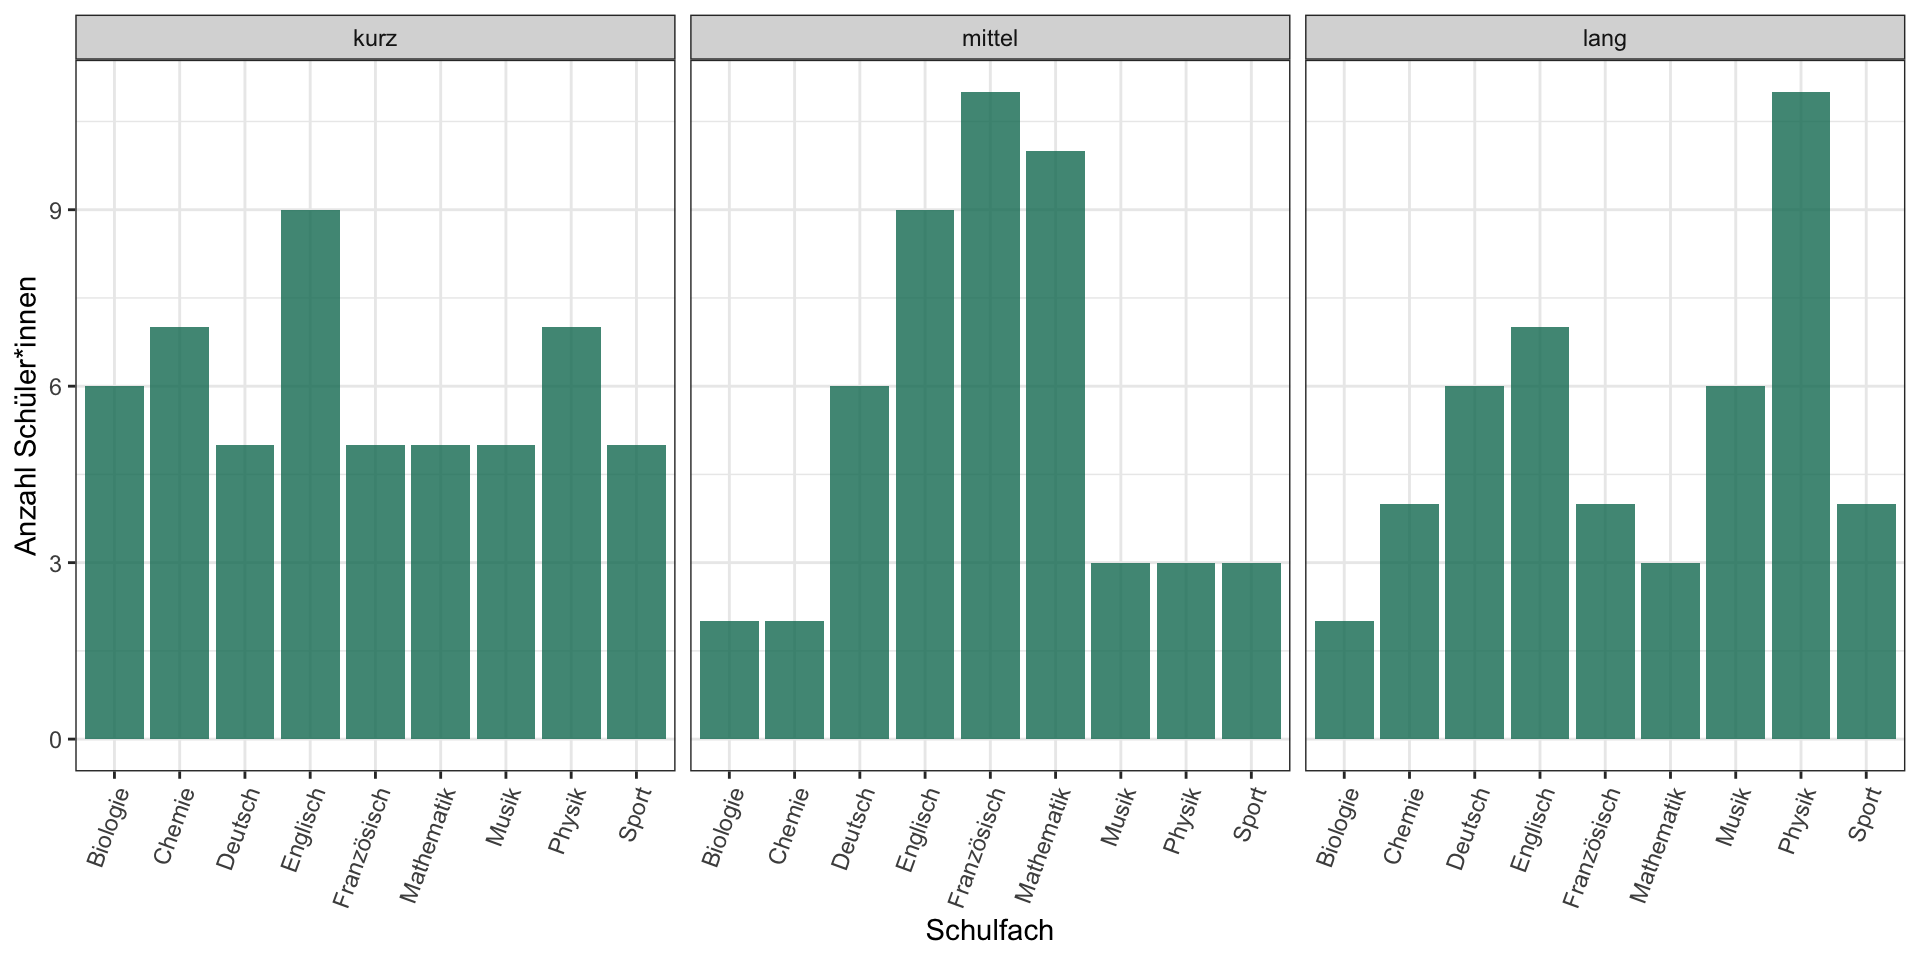 kurz
mittel
lang
Anzahl Schüler*innen
9
6
3
0
Biologie
Chemie
Deutsch
Englisch
Französisch
Mathematik
Musik
Physik
Sport
Biologie
Chemie
Deutsch
Englisch
Französisch
Mathematik
Musik
Physik
Sport
Biologie
Chemie
Deutsch
Englisch
Französisch
Mathematik
Musik
Physik
Sport
Schulfach